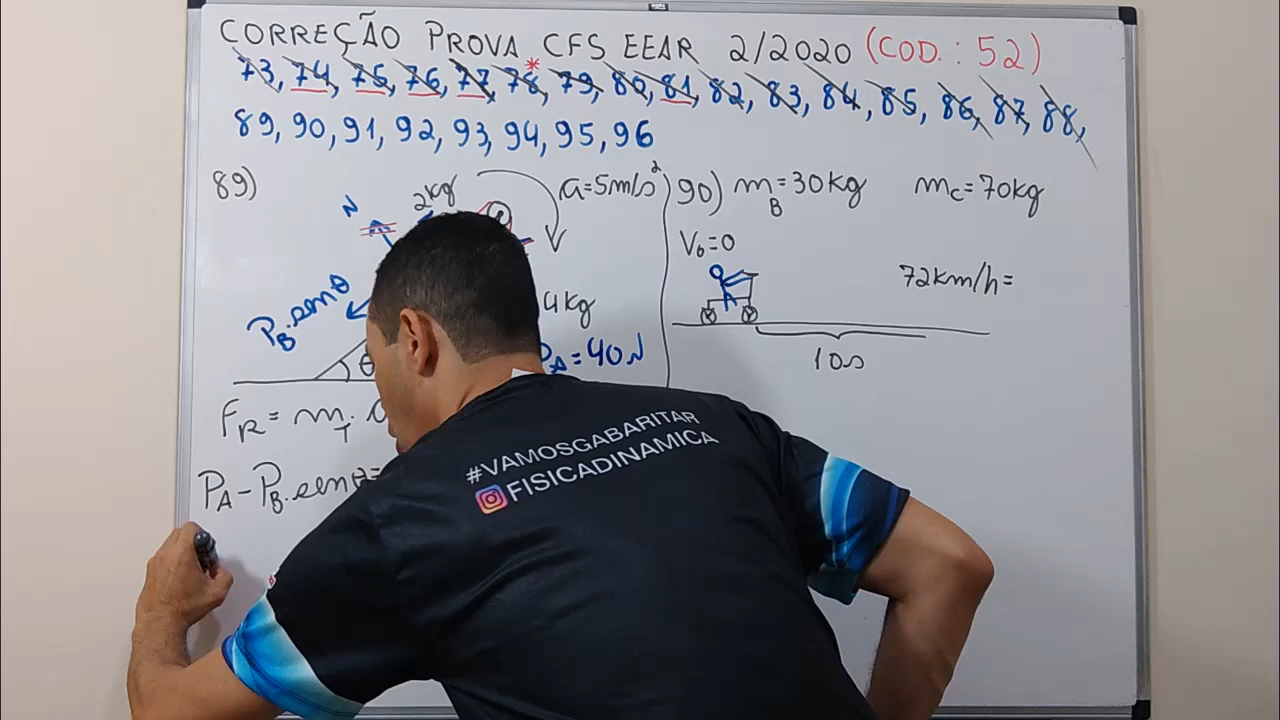 CORREÇÃO PROVA CFS EEAR 2/2020 (COD.: 52)
73, 74, 75, 76, 77, 78*, 79, 80, 81, 82, 83, 84, 85, 86, 87, 88,
89, 90, 91, 92, 93, 94, 95, 96
89)
N
2kg
a=5m/s²
P_B.senθ
θ
4kg
P_A=40N
F_R = m_T.
P_A-P_B.senθ=
90) m_B=30kg m_C=70kg
V_0=0
72km/h=
10s
#VAMOSGABARITAR
FISICADINAMICA